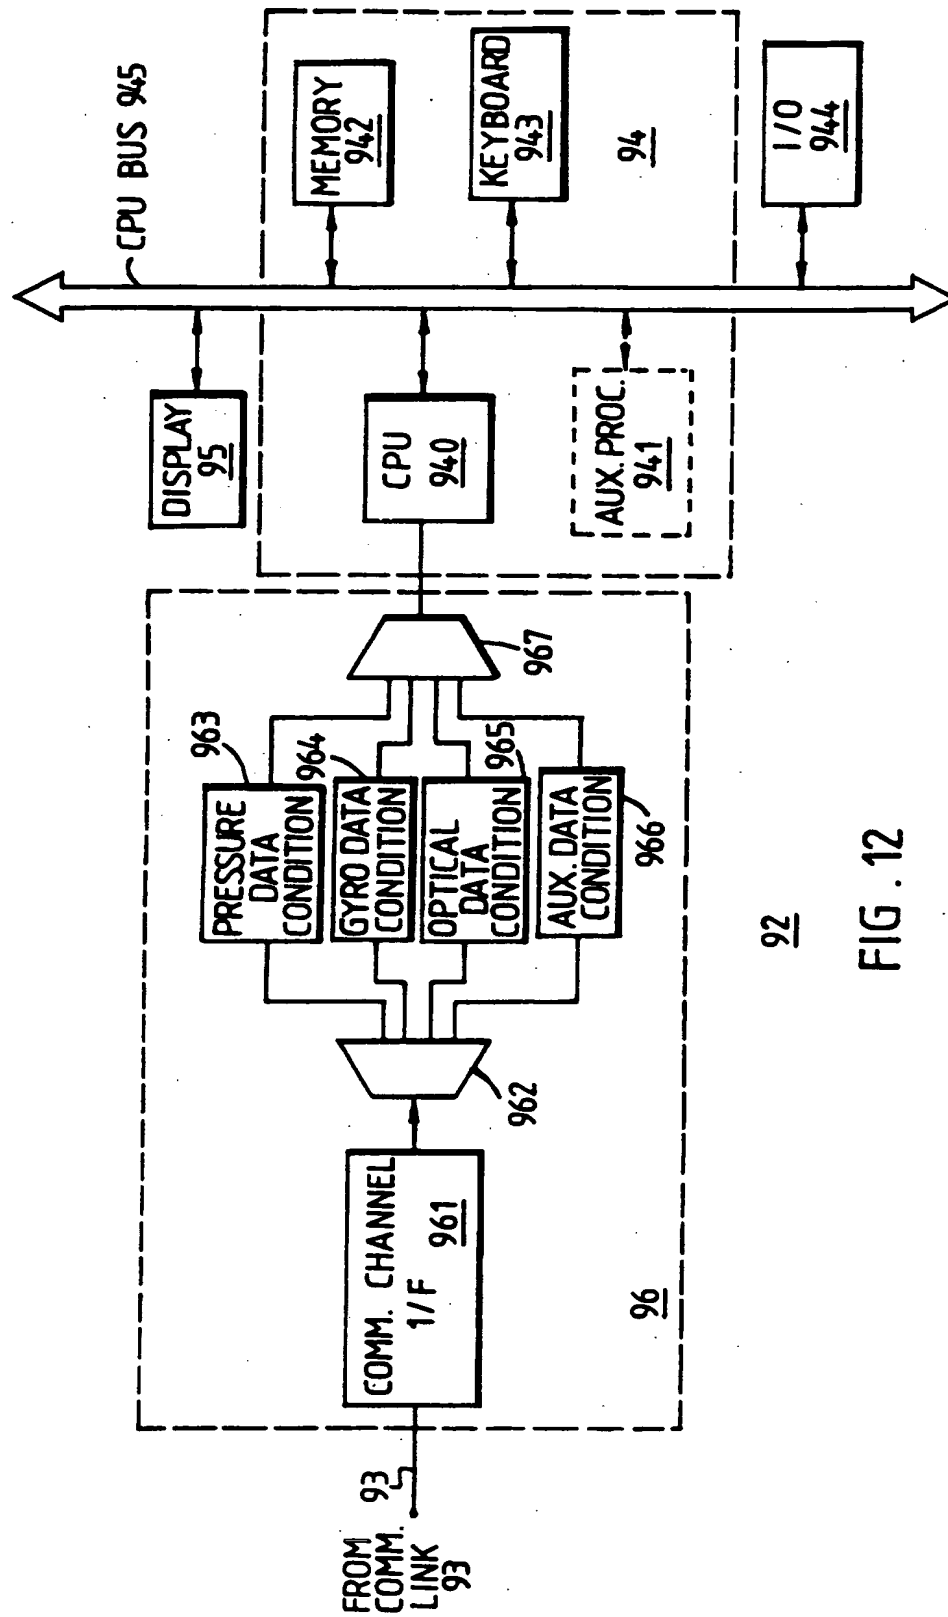 CPU BUS 945
DISPLAY
95
MEMORY
942
KEYBOARD
943
94
I/O
944
CPU
940
AUX.PROC.
941
963
PRESSURE
DATA
CONDITION
964
GYRO DATA
CONDITION
965
OPTICAL
DATA
CONDITION
AUX. DATA
CONDITION
966
967
962
COMM. CHANNEL
1/F
961
96
93
FROM
COMM.
LINK
93
92
FIG. 12